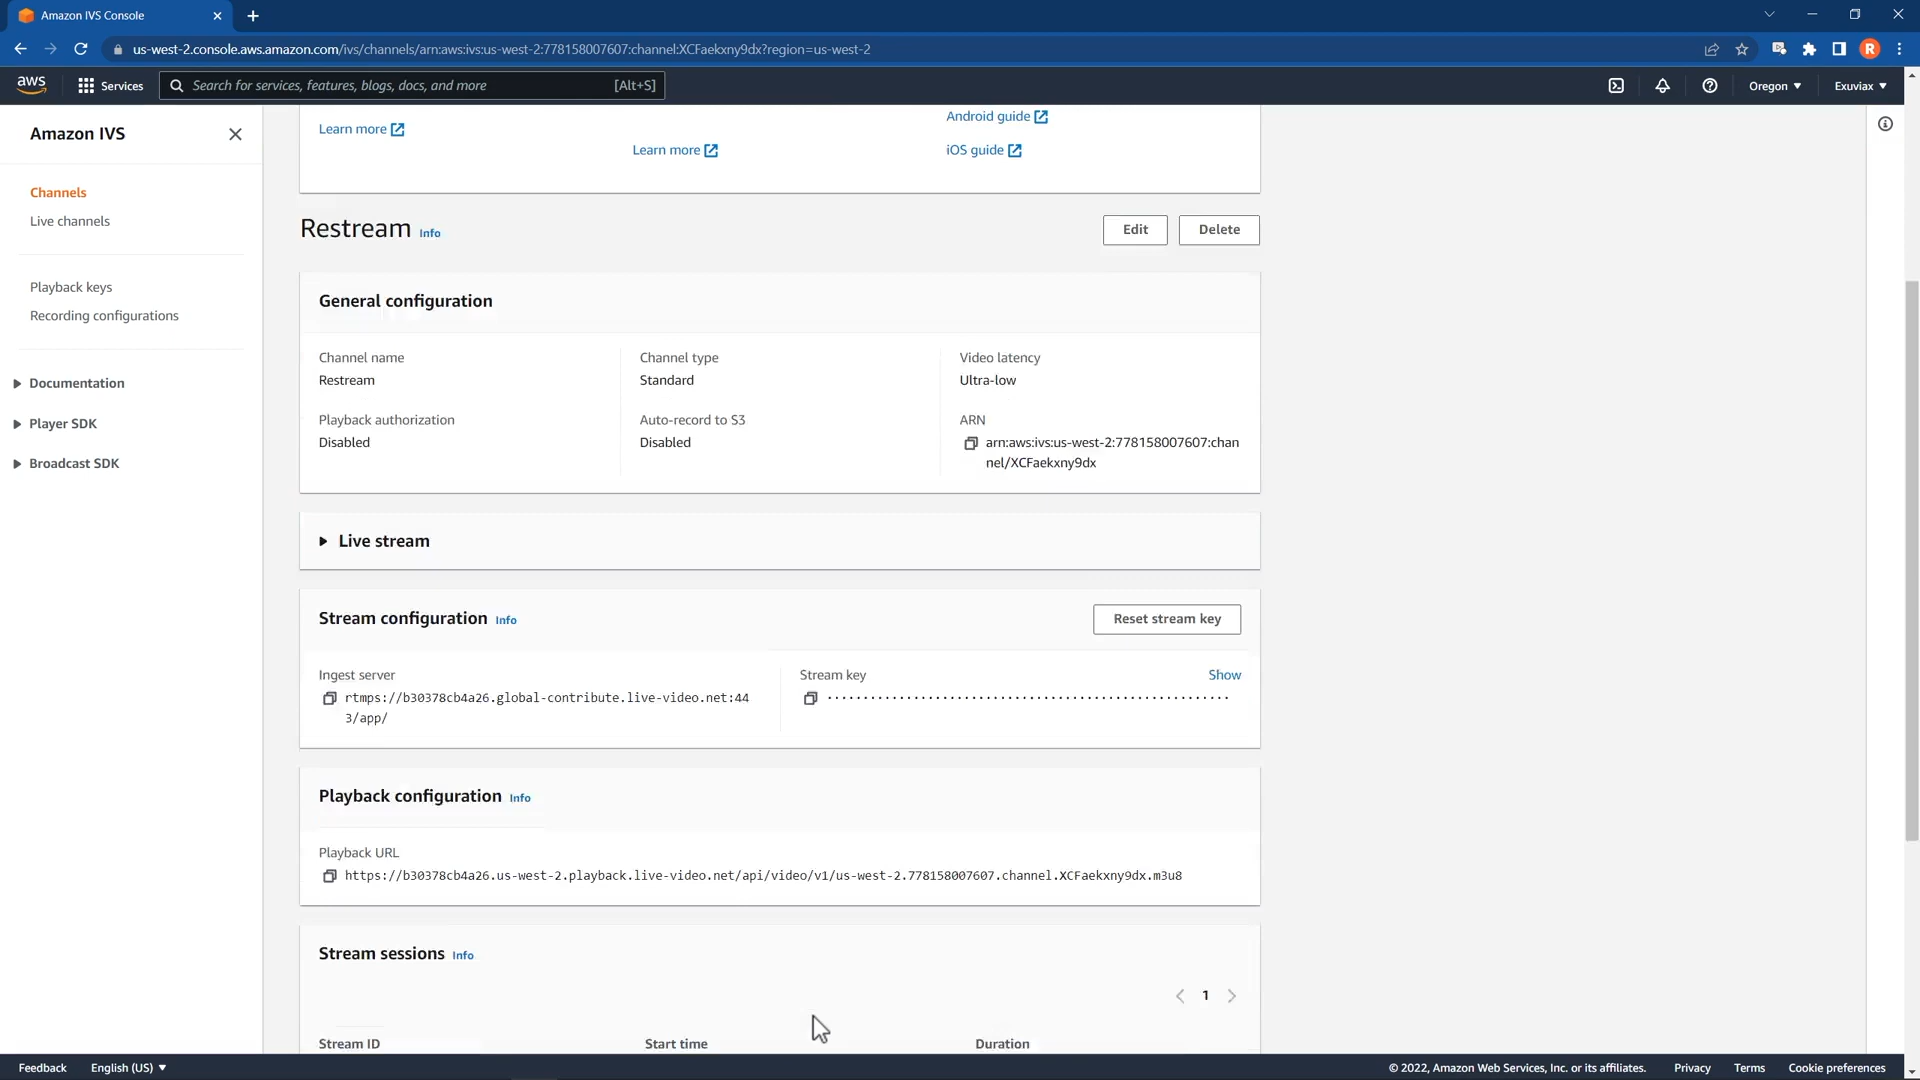 Amazon IVS Console
us-west-2.console.aws.amazon.com/ivs/channels/arn:aws:ivs:us-west-2:778158007607:channel:XCFaekxny9dx?region=us-west-2
R
aws
Services
Search for services, features, blogs, docs, and more
[Alt+S]
Oregon
Exuviax
Amazon IVS
Channels
Live channels
Playback keys
Recording configurations
Documentation
Player SDK
Broadcast SDK
Learn more
Learn more
Android guide
iOS guide
Restream Info
Edit
Delete
General configuration
Channel name
Restream
Channel type
Standard
Video latency
Ultra-low
Playback authorization
Disabled
Auto-record to S3
Disabled
ARN
arn:aws:ivs:us-west-2:778158007607:chan
nel/XCFaekxny9dx
Live stream
Stream configuration Info
Reset stream key
Ingest server
rtmps://b30378cb4a26.global-contribute.live-video.net:44
3/app/
Stream key
Show
Playback configuration Info
Playback URL
https://b30378cb4a26.us-west-2.playback.live-video.net/api/video/v1/us-west-2.778158007607.channel.XCFaekxny9dx.m3u8
Stream sessions Info
1
Stream ID
Start time
Duration
Feedback
English (US)
© 2022, Amazon Web Services, Inc. or its affiliates.
Privacy
Terms
Cookie preferences